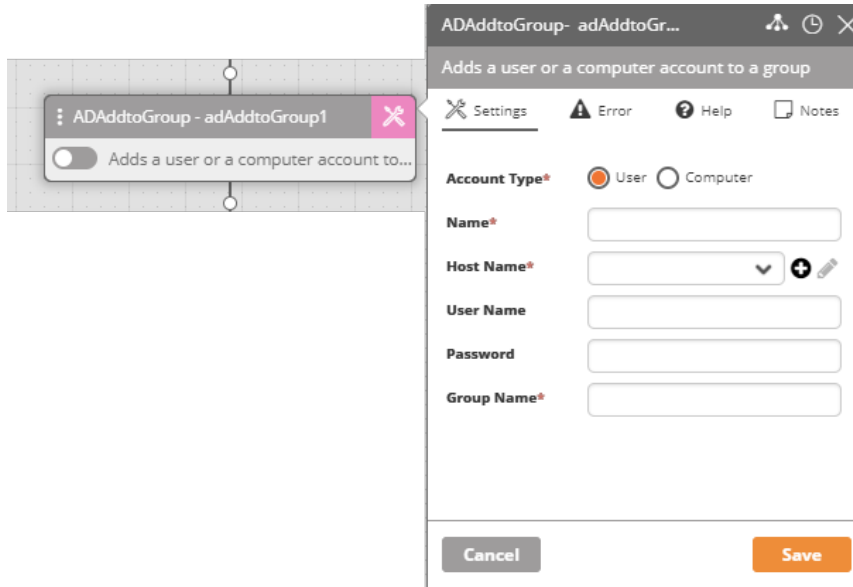 ADAddtoGroup - adAddtoGroup1
Adds a user or a computer account to...
ADAddtoGroup- adAddtoGr...
Adds a user or a computer account to a group
Settings Error Help Notes
Account Type* User Computer
Name*
Host Name*
User Name
Password
Group Name*
Cancel Save